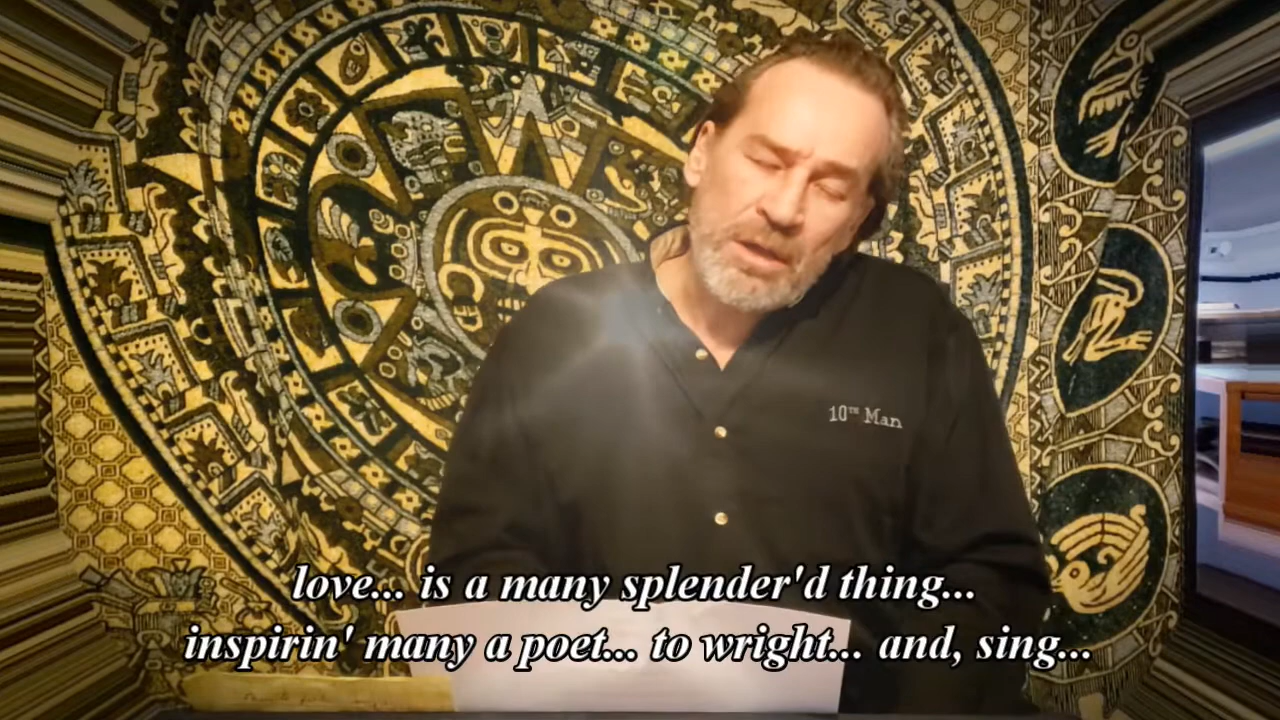 10TH Man
love... is a many splender'd thing...
inspirin' many a poet... to wright... and, sing...